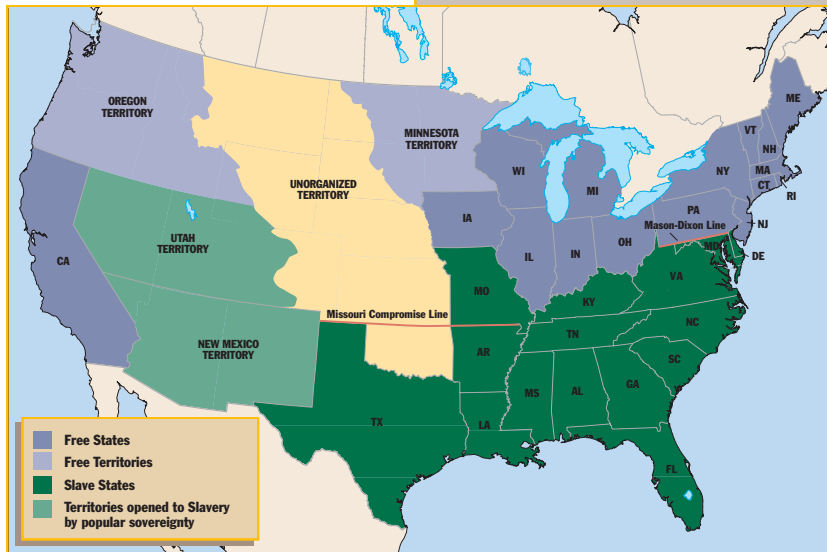 OREGON
TERRITORY
MINNESOTA
TERRITORY
UNORGANIZED
TERRITORY
UTAH
TERRITORY
NEW MEXICO
TERRITORY
CA
TX
WI
MI
IA
IL
IN
OH
PA
NY
VT
NH
ME
MA
CT
RI
NJ
Mason-Dixon Line
MD
DE
VA
MO
KY
NC
TN
SC
AR
MS
AL
GA
LA
FL
Missouri Compromise Line
Free States
Free Territories
Slave States
Territories opened to Slavery
by popular sovereignty